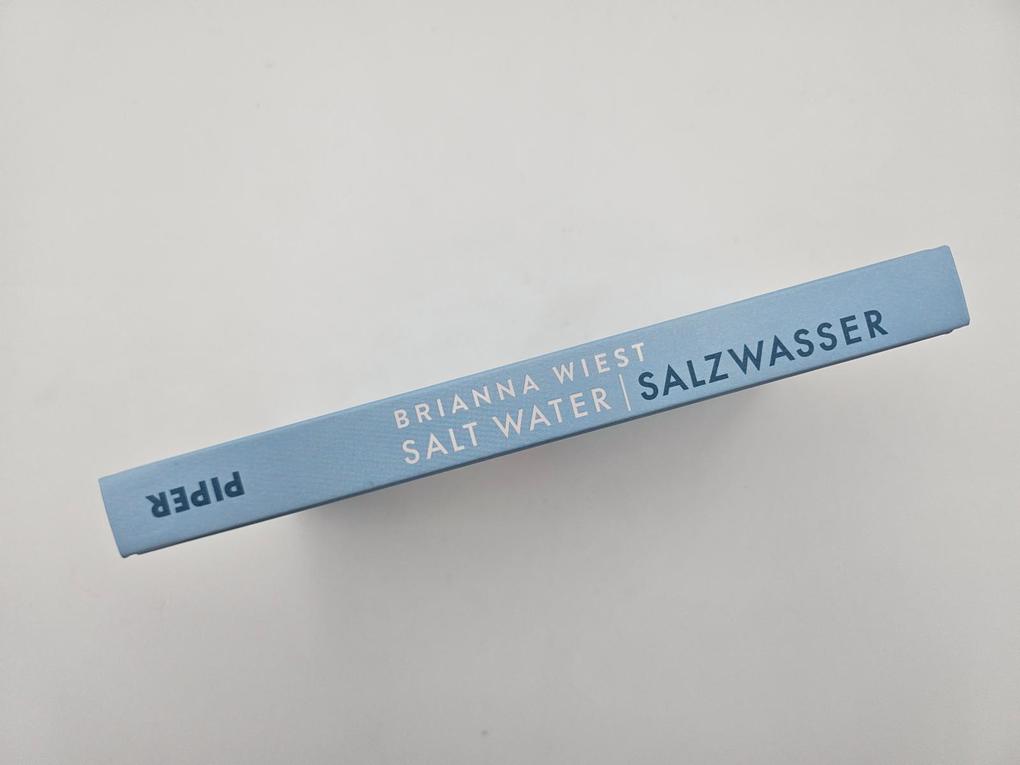 BRIANNA WIEST
SALT WATER | SALZWASSER
PIPER